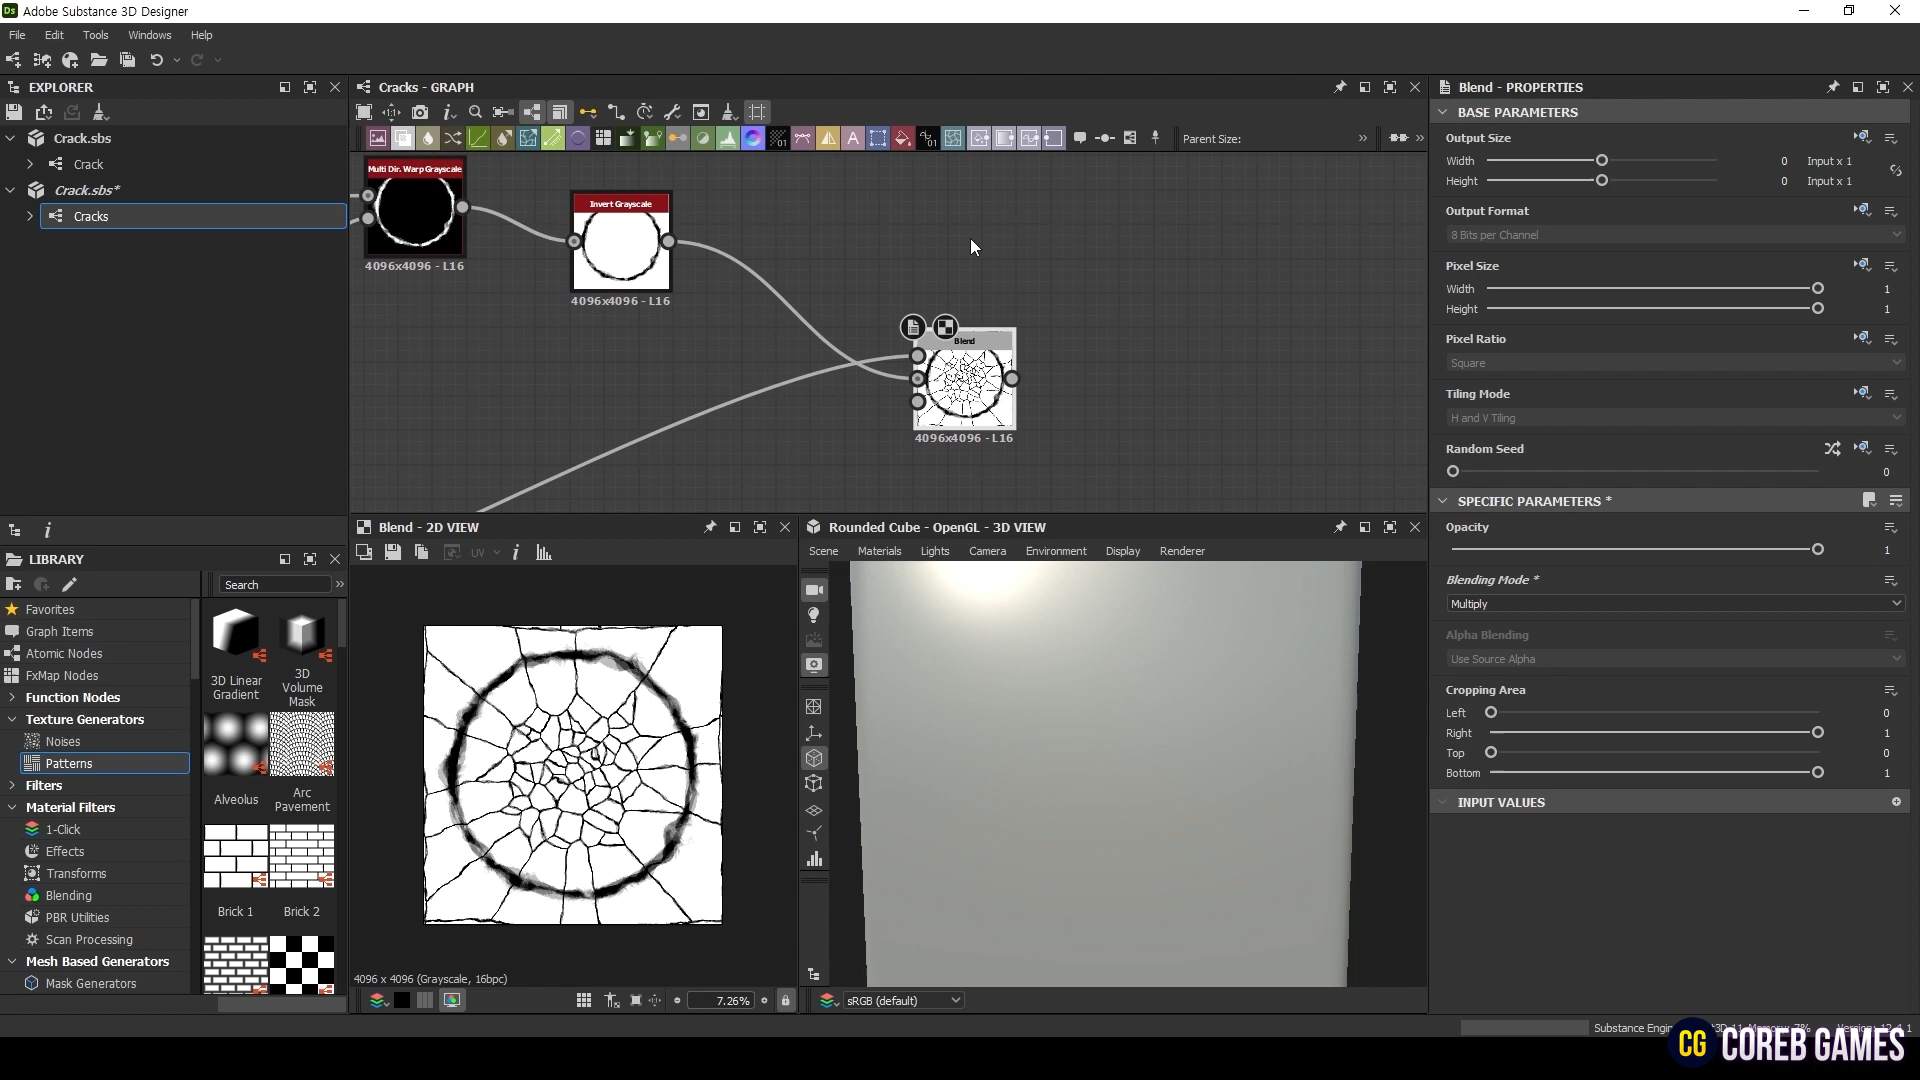 Adobe Substance 3D Designer
File Edit Tools Windows Help
EXPLORER
Crack.sbs
Crack
Crack.sbs*
Cracks
LIBRARY
Search
Favorites
Graph Items
Atomic Nodes
FxMap Nodes
Function Nodes
Texture Generators
Noises
Patterns
Filters
Material Filters
1-Click
Effects
Transforms
Blending
PBR Utilities
Scan Processing
Mesh Based Generators
Mask Generators
3D Linear Gradient
3D Volume Mask
Alveolus
Arc Pavement
Brick 1
Brick 2
Cracks - GRAPH
Parent Size:
Multi Dir. Warp Grayscale
4096x4096 - L16
Invert Grayscale
4096x4096 - L16
Blend
4096x4096 - L16
Blend - 2D VIEW
UV
4096 x 4096 (Grayscale, 16bpc)
7.26%
Rounded Cube - OpenGL - 3D VIEW
Scene Materials Lights Camera Environment Display Renderer
sRGB (default)
Blend - PROPERTIES
BASE PARAMETERS
Output Size
Width 0 Input x 1
Height 0 Input x 1
Output Format
8 Bits per Channel
Pixel Size
Width 1
Height 1
Pixel Ratio
Square
Tiling Mode
H and V Tiling
Random Seed
0
SPECIFIC PARAMETERS *
Opacity
1
Blending Mode *
Multiply
Alpha Blending
Use Source Alpha
Cropping Area
Left 0
Right 1
Top 0
Bottom 1
INPUT VALUES
Substance Engin
CG COREB GAMES